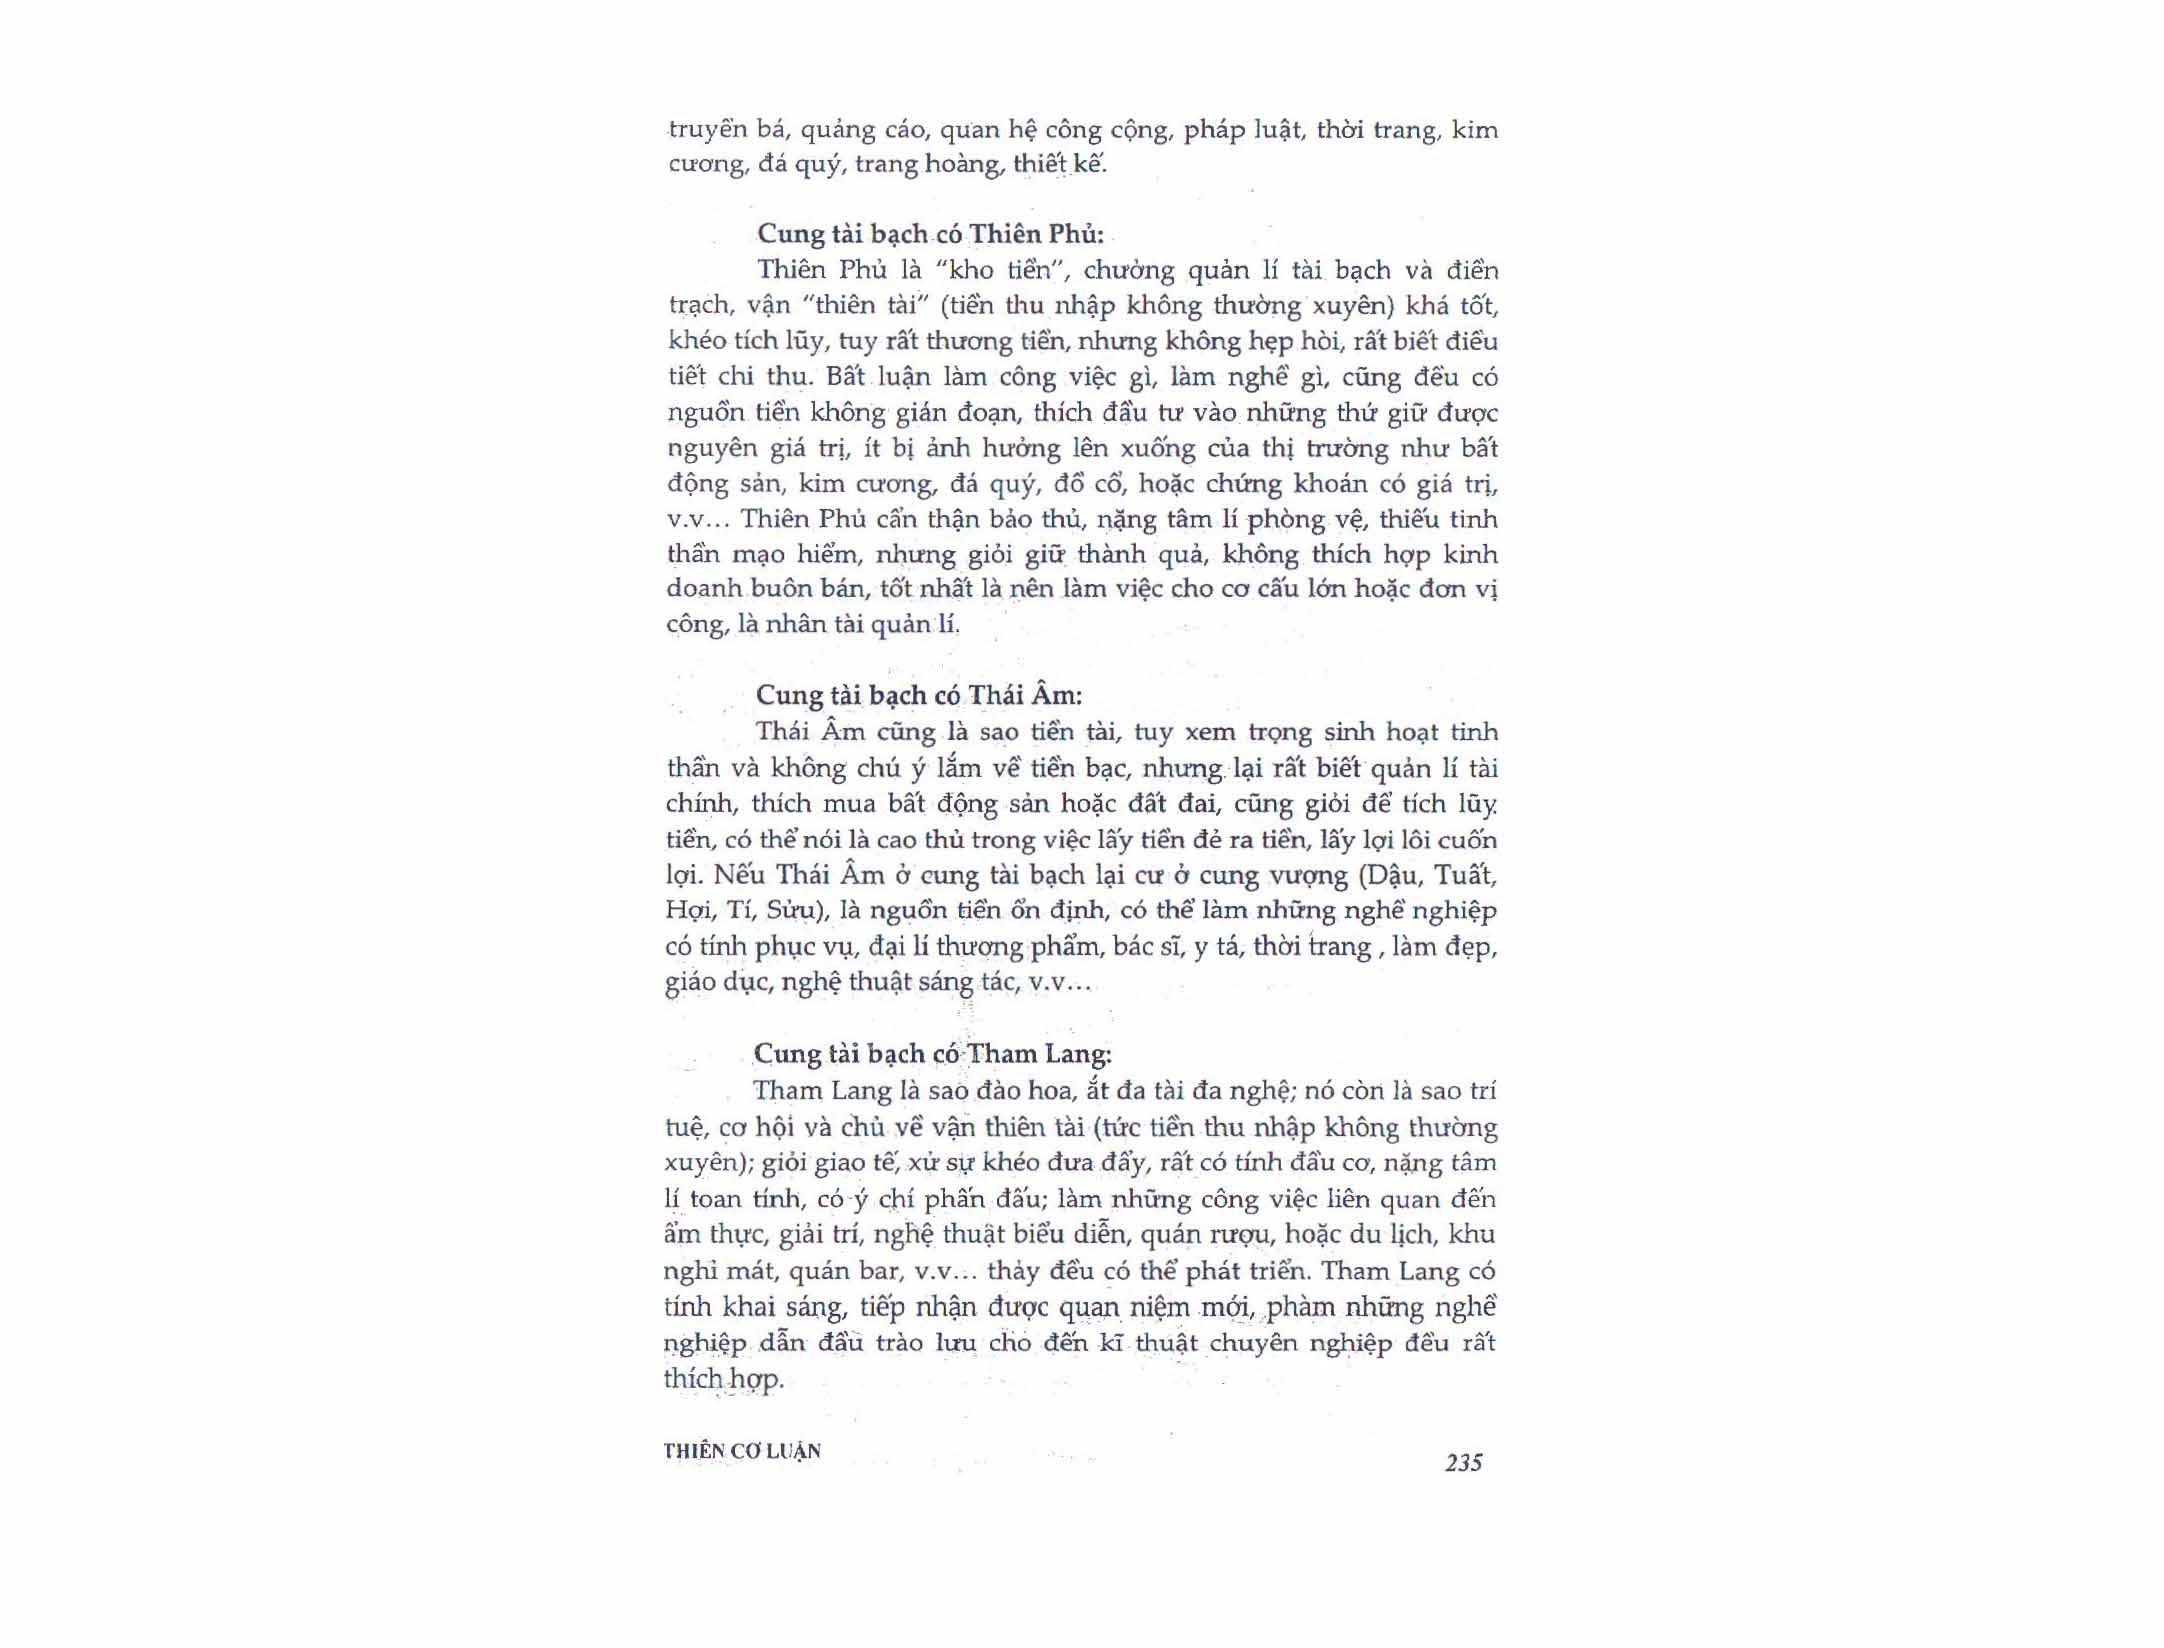 truyền bá, quảng cáo, quan hệ công cộng, pháp luật, thời trang, kim
cương, đá quý, trang hoàng, thiết kế.
Cung tài bạch có Thiên Phủ:
Thiên Phủ là "kho tiền", chưởng quản lí tài bạch và điền
trạch, vận "thiên tài" (tiền thu nhập không thường xuyên) khá tốt,
khéo tích lũy, tuy rất thương tiền, nhưng không hẹp hòi, rất biết điều
tiết chi thu. Bất luận làm công việc gì, làm nghề gì, cũng đều có
nguồn tiền không gián đoạn, thích đầu tư vào những thứ giữ được
nguyên giá trị, ít bị ảnh hưởng lên xuống của thị trường như bất
động sản, kim cương, đá quý, đồ cổ, hoặc chứng khoán có giá trị,
v.v... Thiên Phủ cẩn thận bảo thủ, nặng tâm lí phòng vệ, thiếu tinh
thần mạo hiểm, nhưng giỏi giữ thành quả, không thích hợp kinh
doanh buôn bán, tốt nhất là nên làm việc cho cơ cấu lớn hoặc đơn vị
công, là nhân tài quản lí.
Cung tài bạch có Thái Âm:
Thái Âm cũng là sao tiền tài, tuy xem trọng sinh hoạt tinh
thần và không chú ý lắm về tiền bạc, nhưng lại rất biết quản lí tài
chính, thích mua bất động sản hoặc đất đai, cũng giỏi để tích lũy
tiền, có thể nói là cao thủ trong việc lấy tiền đẻ ra tiền, lấy lợi lôi cuốn
lợi. Nếu Thái Âm ở cung tài bạch lại cư ở cung vượng (Dậu, Tuất,
Hợi, Tí, Sửu), là nguồn tiền ổn định, có thể làm những nghề nghiệp
có tính phục vụ, đại lí thượng phẩm, bác sĩ, y tá, thời trang , làm đẹp,
giáo dục, nghệ thuật sáng tác, v.v...
Cung tài bạch có Tham Lang:
Tham Lang là sao đào hoa, ắt đa tài đa nghệ; nó còn là sao trí
tuệ, cơ hội và chủ về vận thiên tài (tức tiền thu nhập không thường
xuyên); giỏi giao tế, xử sự khéo đưa đẩy, rất có tính đầu cơ, nặng tâm
lí toan tính, có ý chí phấn đấu; làm những công việc liên quan đến
ẩm thực, giải trí, nghệ thuật biểu diễn, quán rượu, hoặc du lịch, khu
nghỉ mát, quán bar, v.v... thảy đều có thể phát triển. Tham Lang có
tính khai sáng, tiếp nhận được quan niệm mới, phàm những nghề
nghiệp dẫn đầu trào lưu cho đến kĩ thuật chuyên nghiệp đều rất
thích hợp.
THIÊN CƠ LUẬN
235